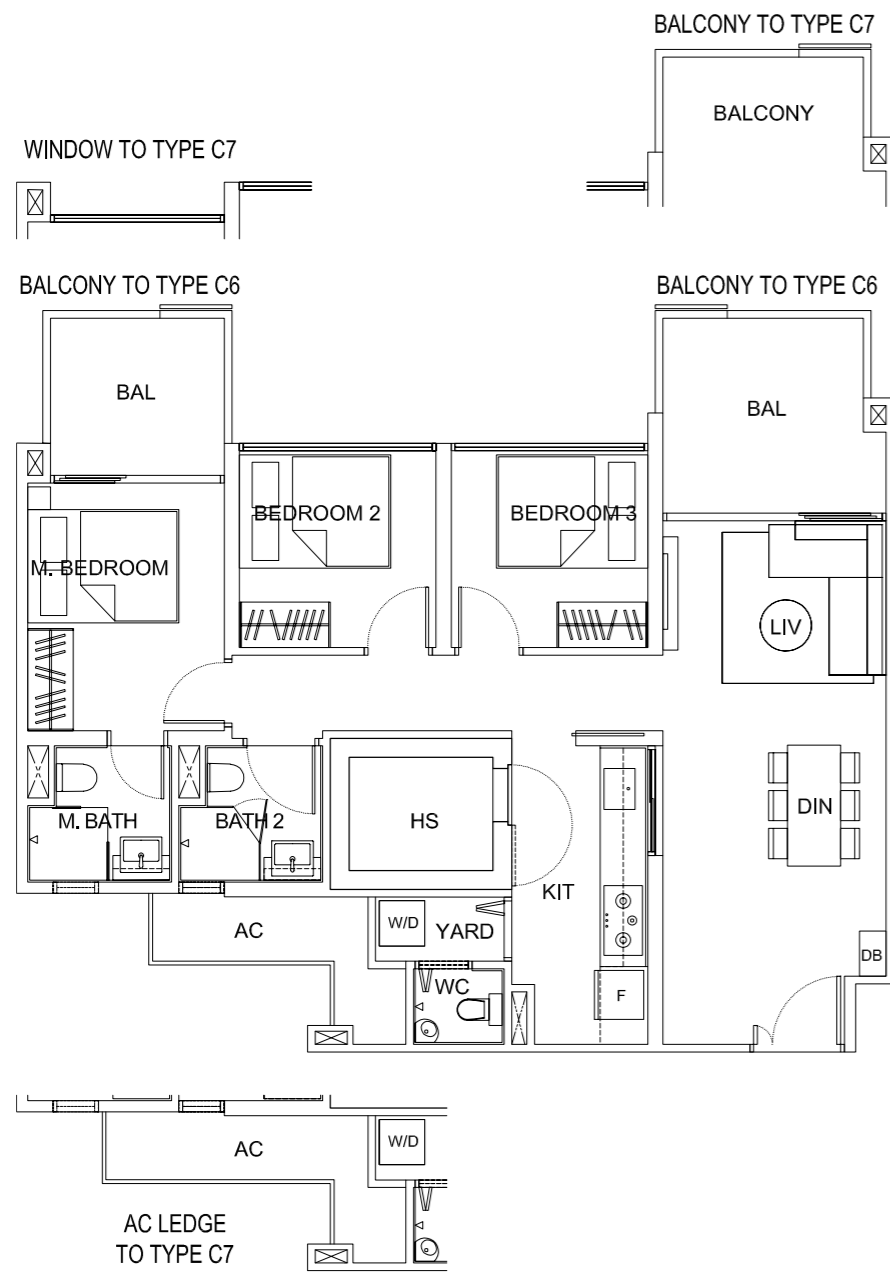 BALCONY TO TYPE C7
BALCONY
WINDOW TO TYPE C7
BALCONY TO TYPE C6
BALCONY TO TYPE C6
BAL
BAL
BEDROOM 2
BEDROOM 3
M. BEDROOM
LIV
DIN
M. BATH
BATH 2
HS
KIT
AC
W/D
YARD
DB
WC
F
W/D
AC
AC LEDGE
TO TYPE C7